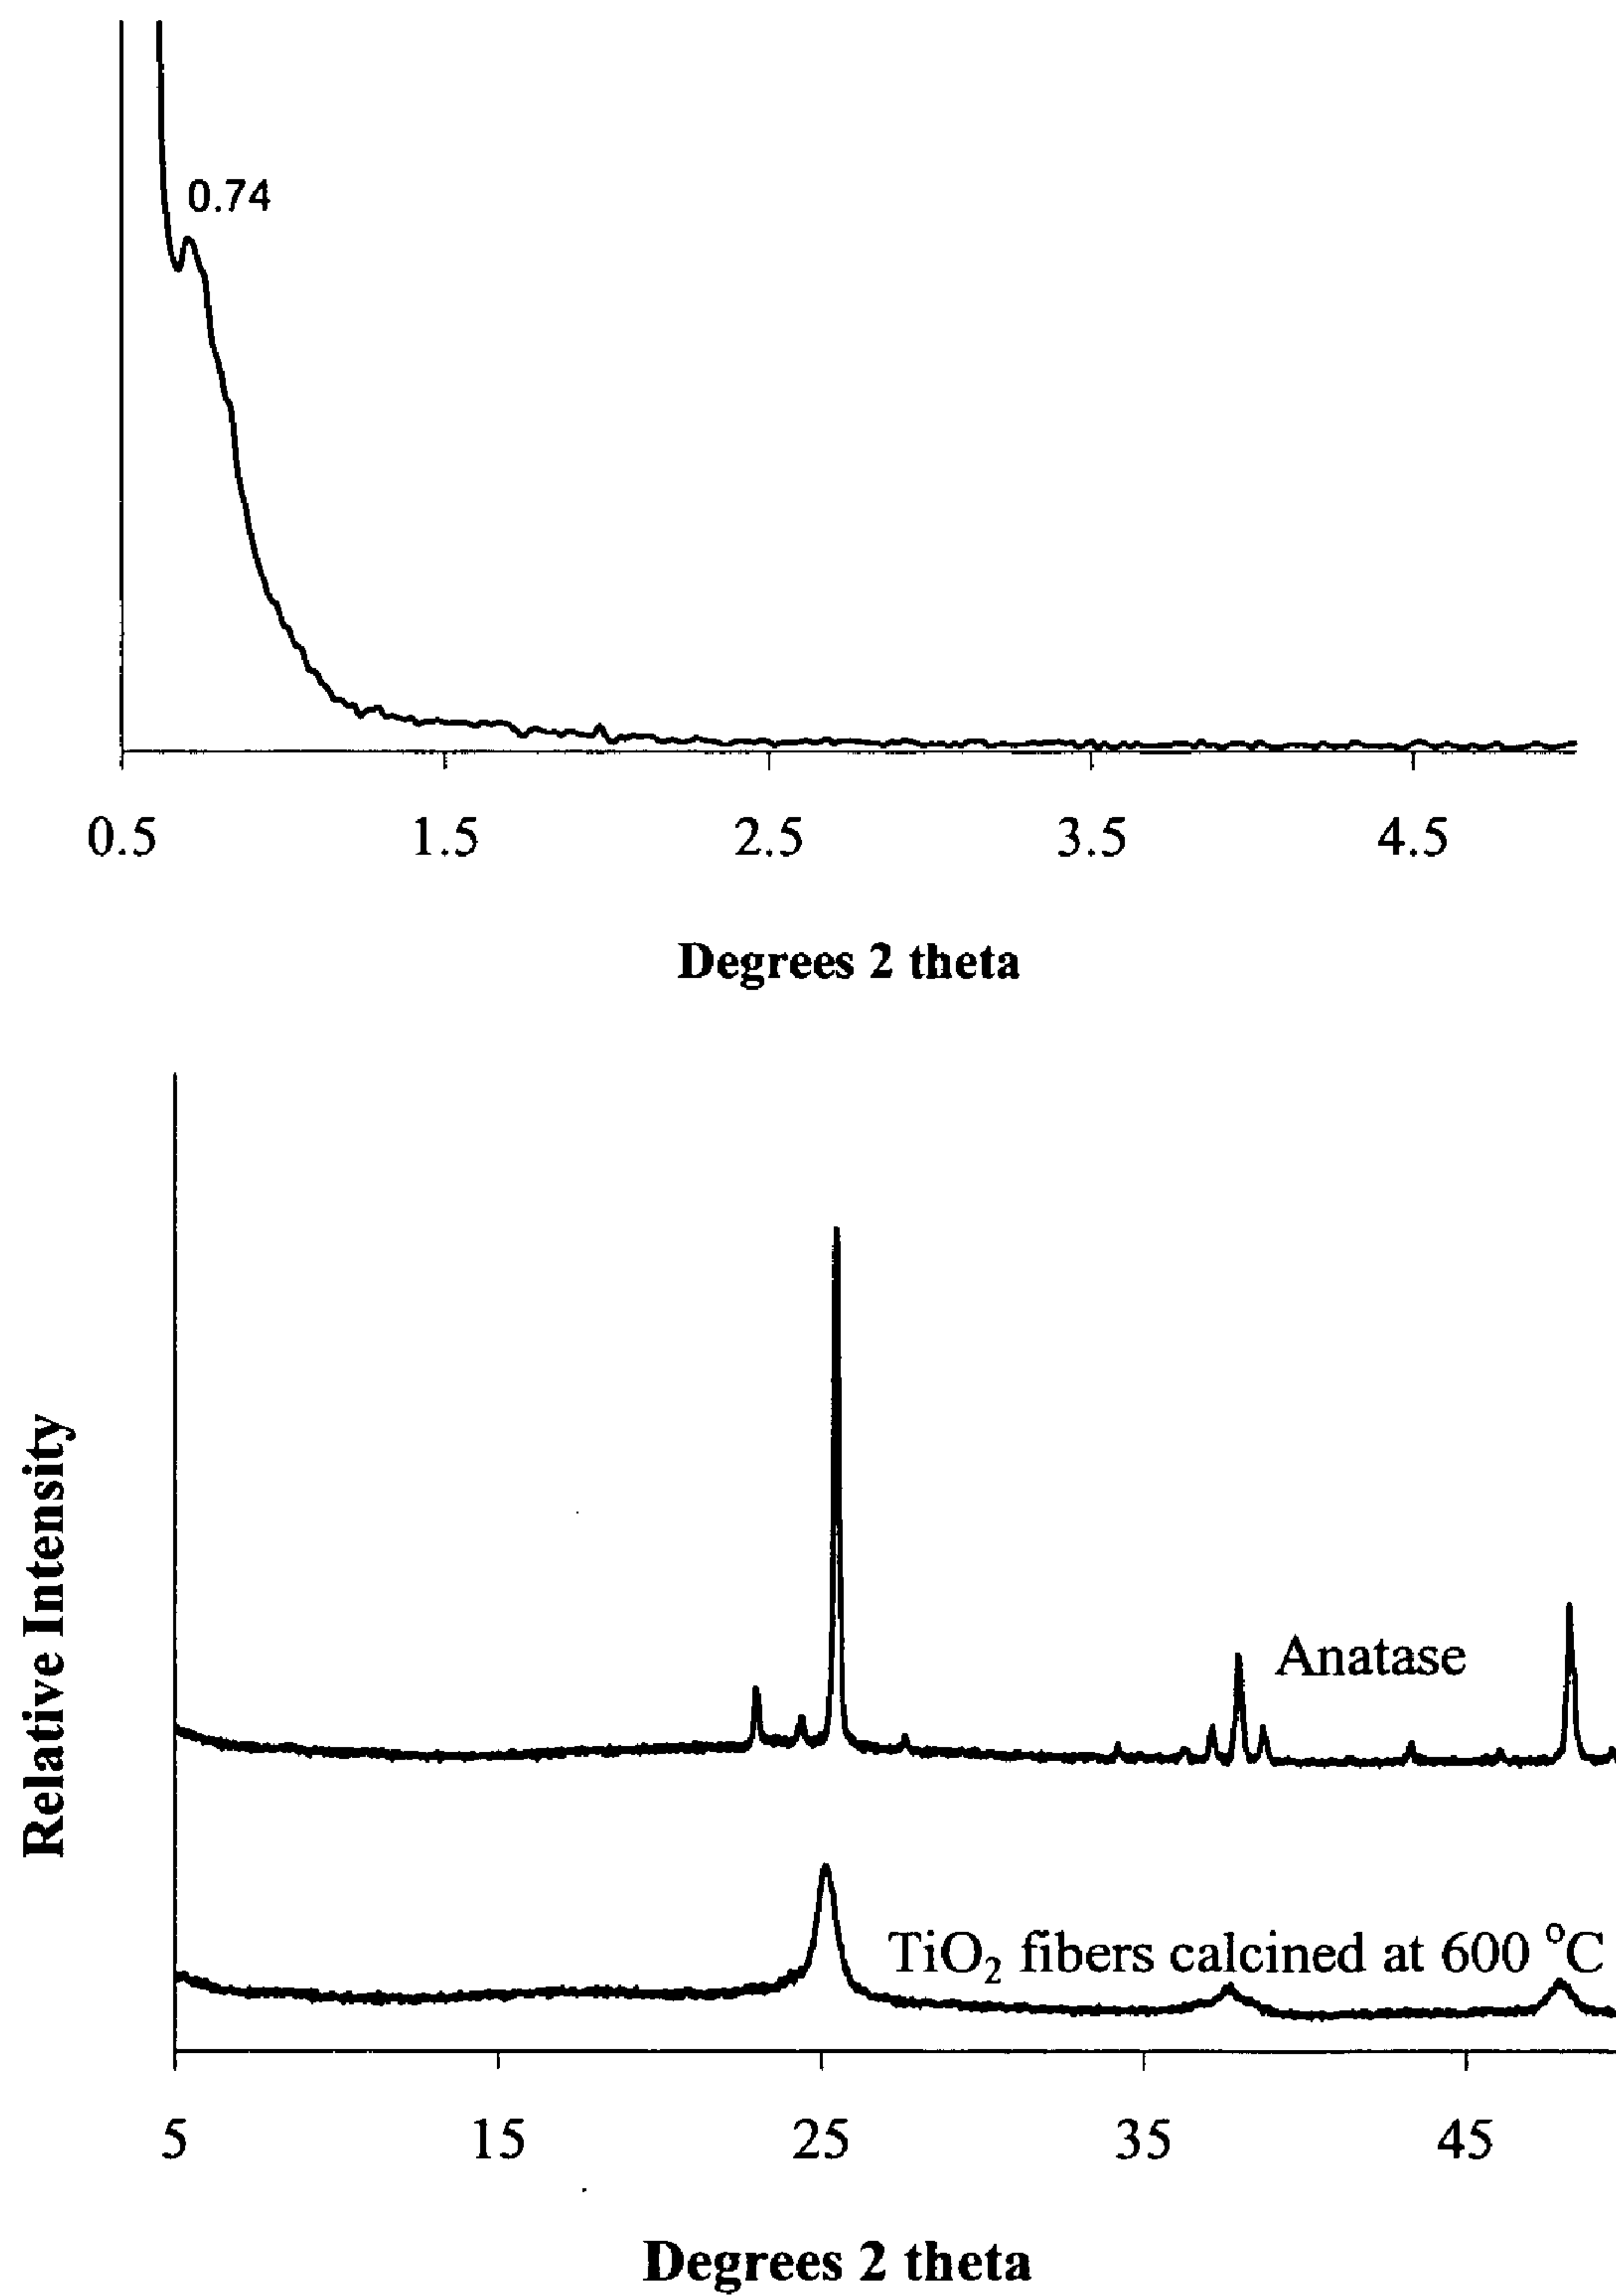 0.74
0.5 1.5 2.5 3.5 4.5
Degrees 2 theta
Relative Intensity
Anatase
TiO₂ fibers calcined at 600 °C
5 15 25 35 45
Degrees 2 theta